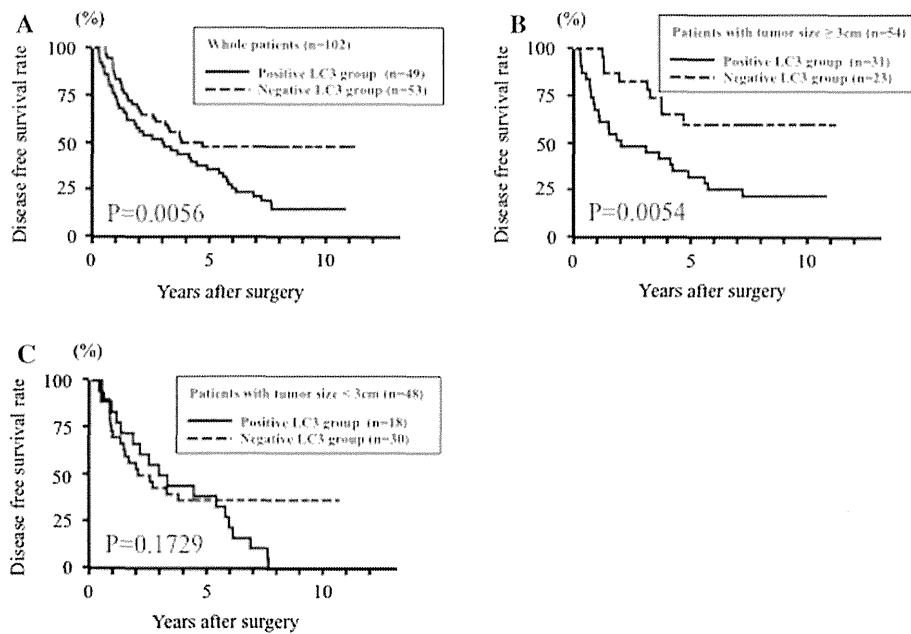 A
(%)
Disease free survival rate
100
75
50
25
0
Whole patients (n=102)
Positive LC3 group (n=49)
Negative LC3 group (n=53)
P=0.0056
0
5
10
Years after surgery
B
(%)
Disease free survival rate
100
75
50
25
0
Patients with tumor size ≥ 3cm (n=54)
Positive LC3 group (n=31)
Negative LC3 group (n=23)
P=0.0054
0
5
10
Years after surgery
C
(%)
Disease free survival rate
100
75
50
25
0
Patients with tumor size < 3cm (n=48)
Positive LC3 group (n=18)
Negative LC3 group (n=30)
P=0.1729
0
5
10
Years after surgery